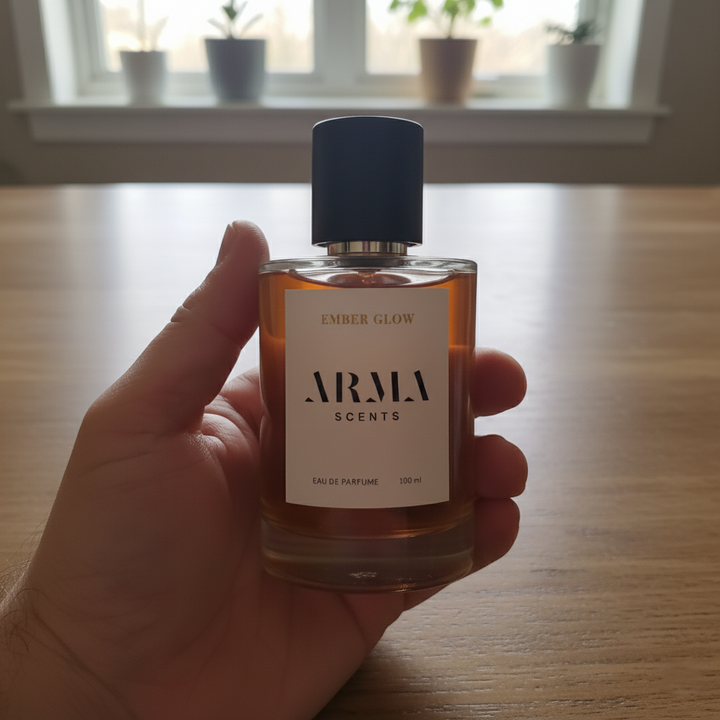 EMBER GLOW
ARMA
SCENTS
EAU DE PARFUME 100 ml